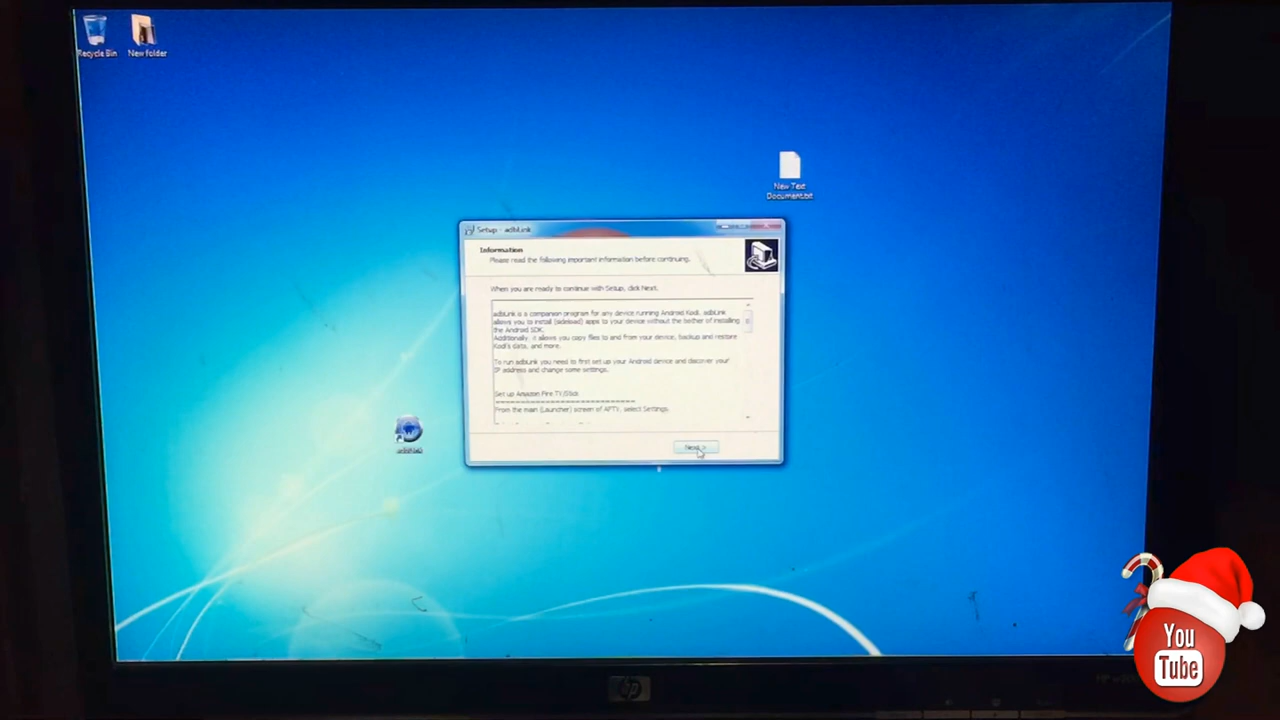 Recycle Bin
New folder
New Text
Document.txt
Setup - adbLink
Information
Please read the following important information before continuing.
When you are ready to continue with Setup, click Next.
adbLink is a companion program for any device running Android Kodi. adbLink
allows you to install (sideload) apps to your device without the bother of installing
the Android SDK.
Additionally, it allows you copy files to and from your device, backup and restore
Kodi's data, and more.
To run adbLink you need to first set up your Android device and discover your
IP address and change some settings.
Set up Amazon Fire TV/Stick
From the main (Launcher) screen of AFTV, select Settings.
Next >
adbLink
hp
You
Tube